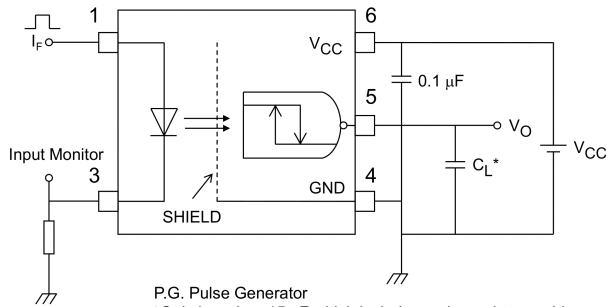 1
6
I_F
V_CC
0.1 μF
5
V_O
Input Monitor
V_CC
C_L*
3
GND
4
SHIELD
P.G. Pulse Generator